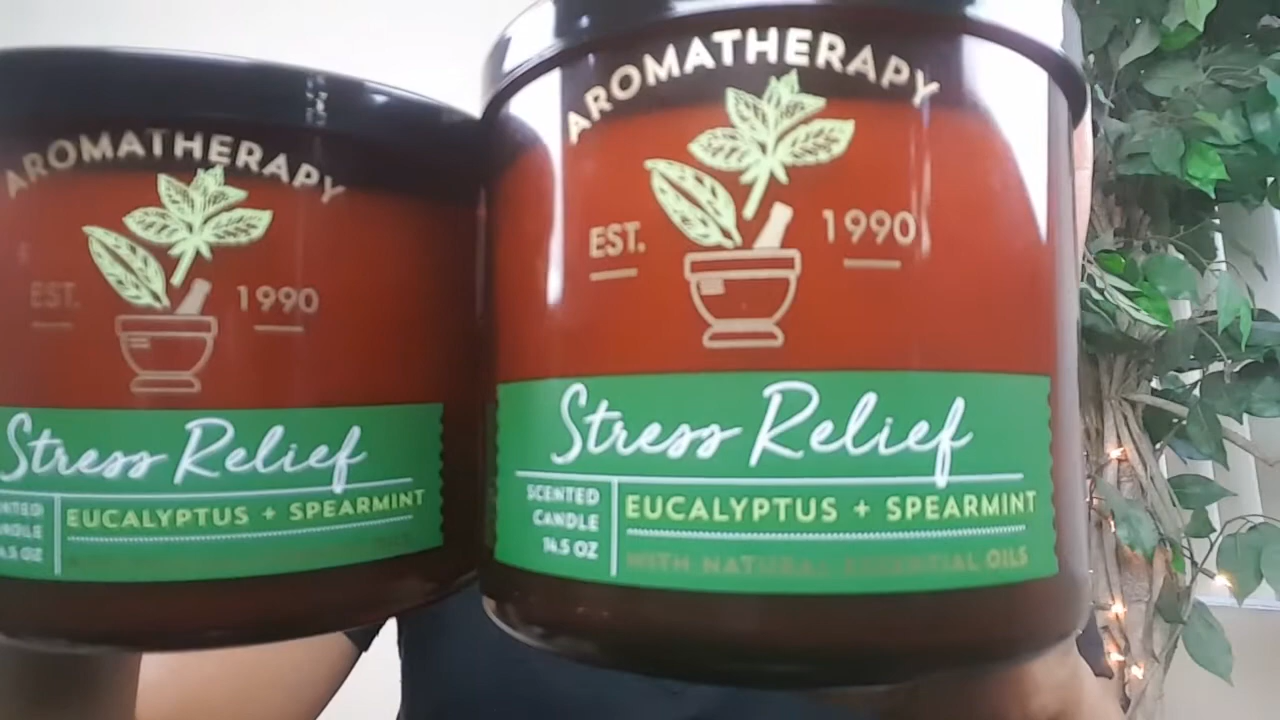 AROMATHERAPY
EST. 1990
Stress Relief
SCENTED
CANDLE
14.5 OZ
EUCALYPTUS + SPEARMINT
WITH NATURAL ESSENTIAL OILS
AROMATHERAPY
EST. 1990
Stress Relief
EUCALYPTUS + SPEARMINT